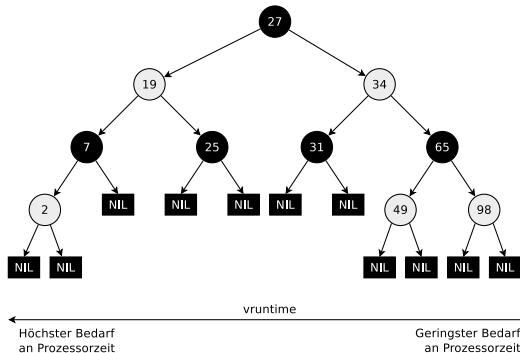 27
19 34
7 25 31 65
2 NIL NIL NIL NIL NIL 49 98
NIL NIL NIL NIL NIL NIL
vruntime
Höchster Bedarf
an Prozessorzeit
Geringster Bedarf
an Prozessorzeit